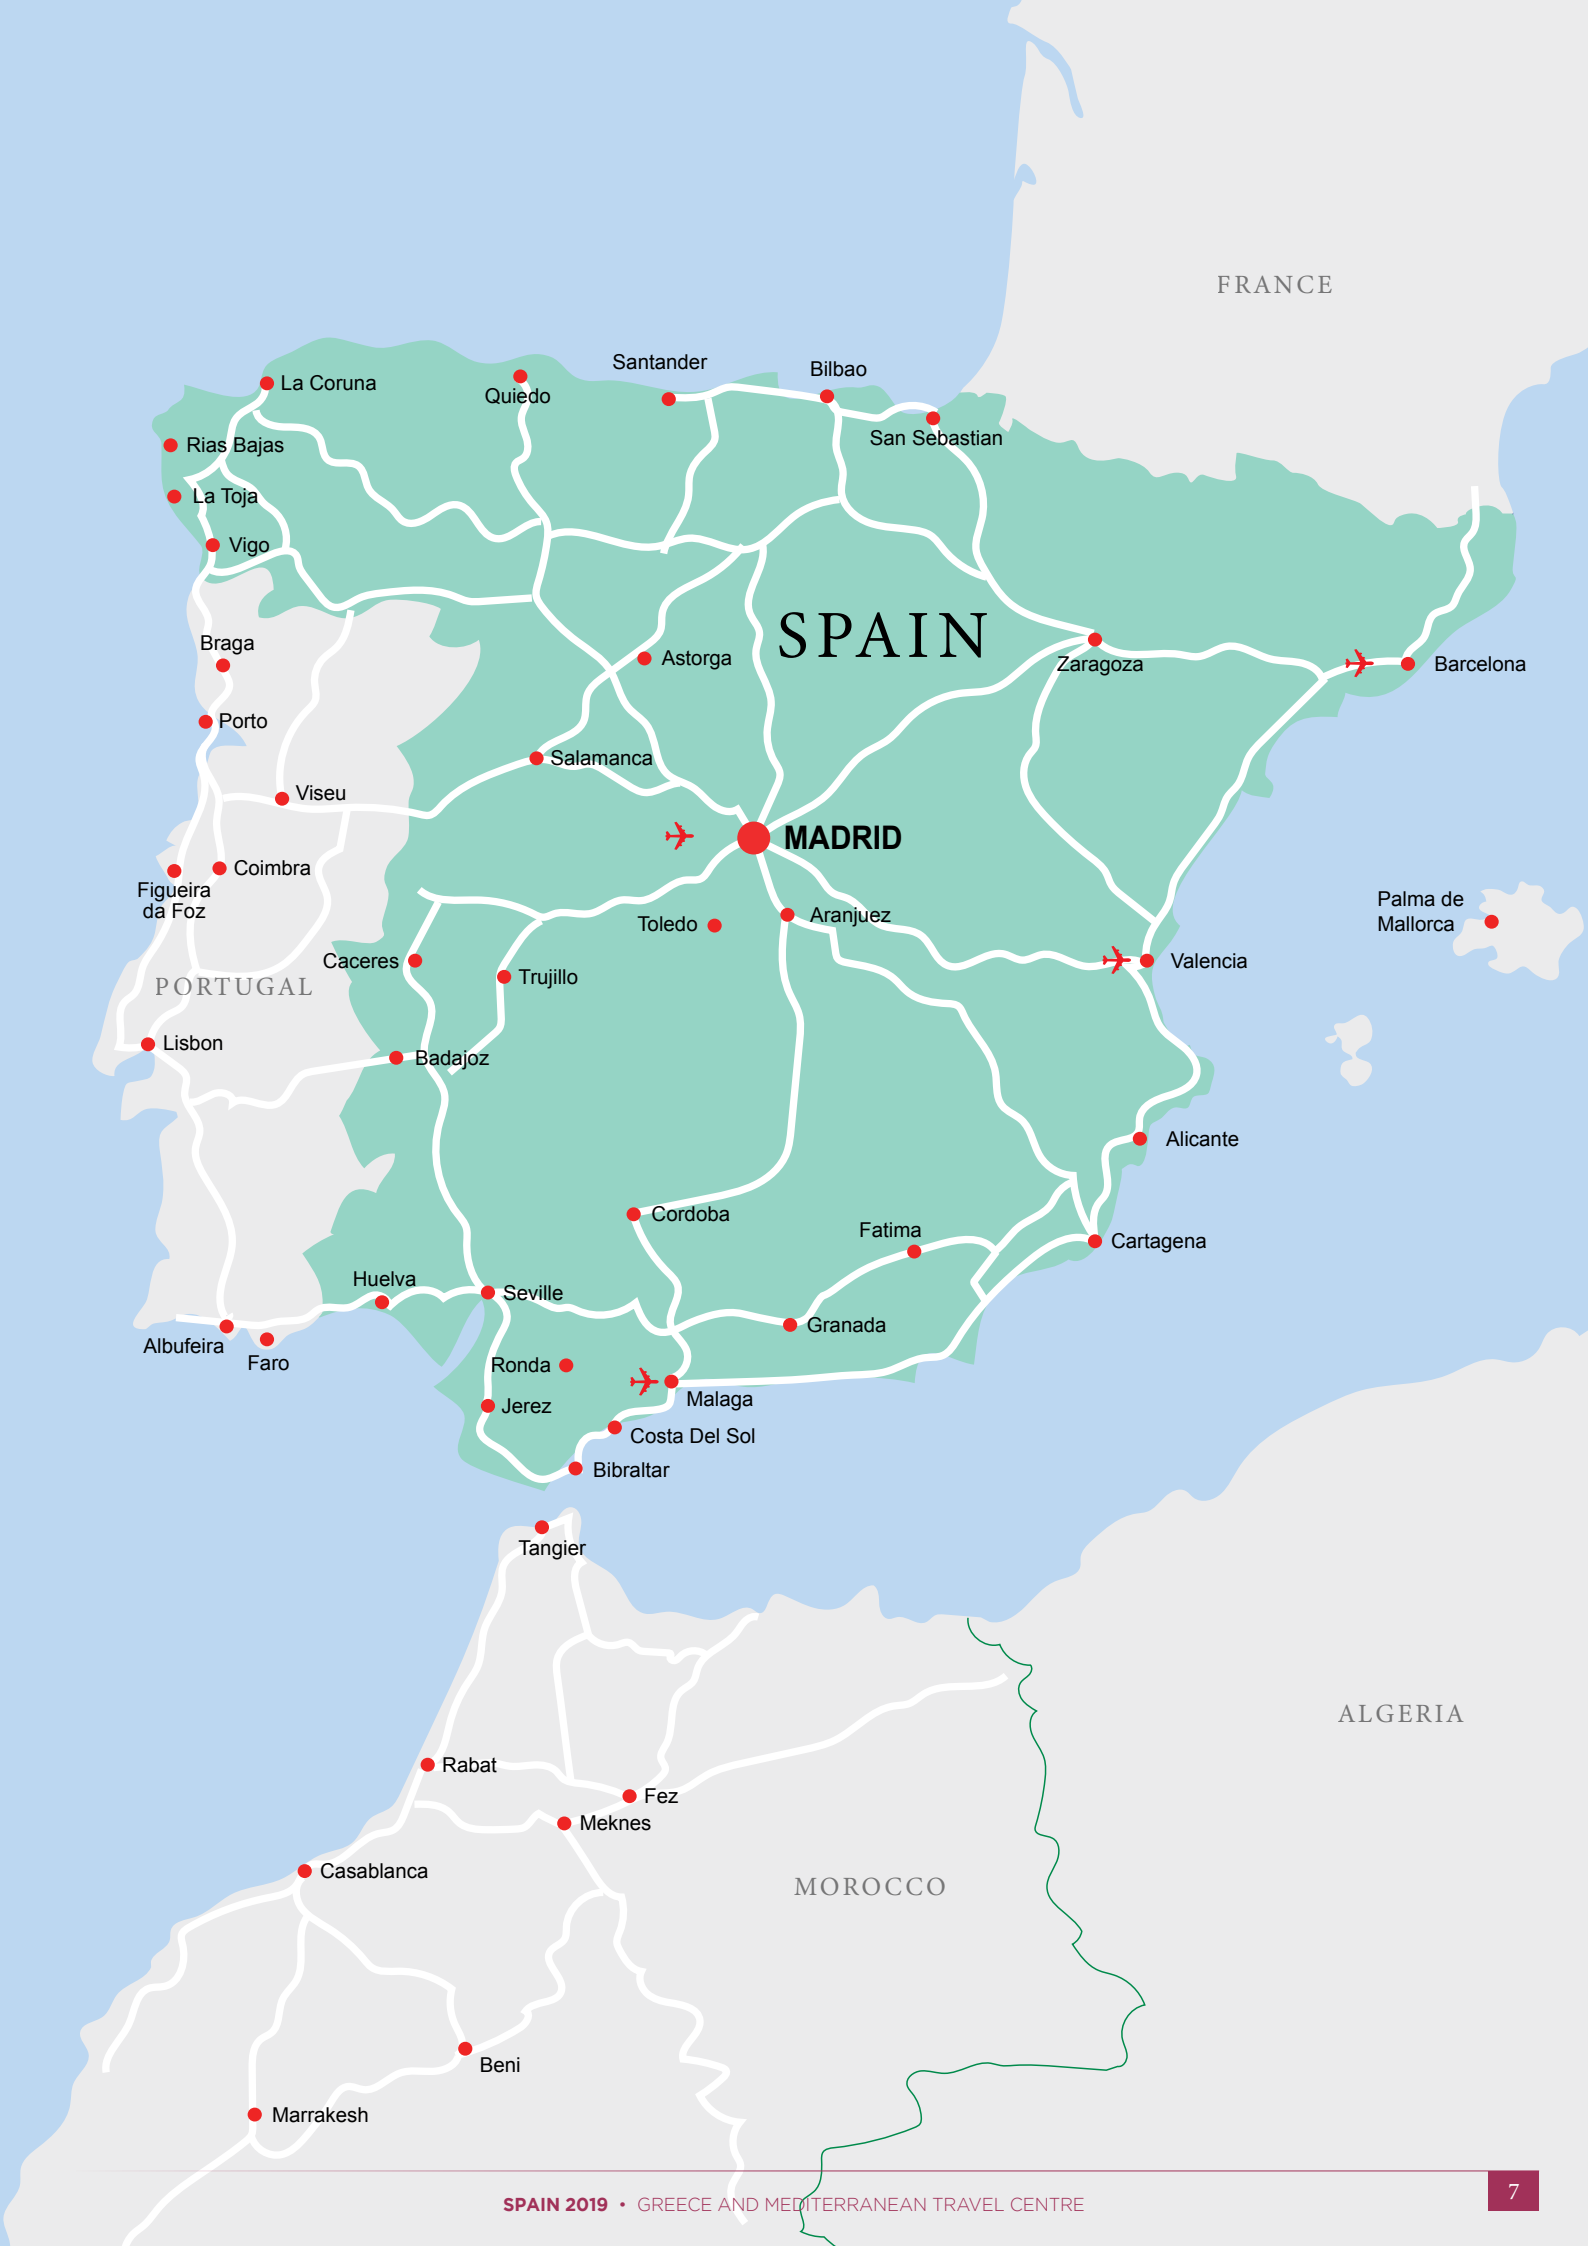 FRANCE
Santander
Bilbao
La Coruna
Quiedo
San Sebastian
Rias Bajas
La Toja
Vigo
SPAIN
Braga
Astorga
Zaragoza
Barcelona
Porto
Salamanca
Viseu
MADRID
Coimbra
Figueira
da Foz
Palma de
Mallorca
Toledo
Aranjuez
Caceres
Trujillo
Valencia
PORTUGAL
Lisbon
Badajoz
Alicante
Cordoba
Fatima
Cartagena
Huelva
Seville
Granada
Albufeira
Faro
Ronda
Malaga
Jerez
Costa Del Sol
Bibraltar
Tangier
ALGERIA
Rabat
Fez
Meknes
Casablanca
MOROCCO
Beni
Marrakesh
SPAIN 2019 • GREECE AND MEDITERRANEAN TRAVEL CENTRE
7